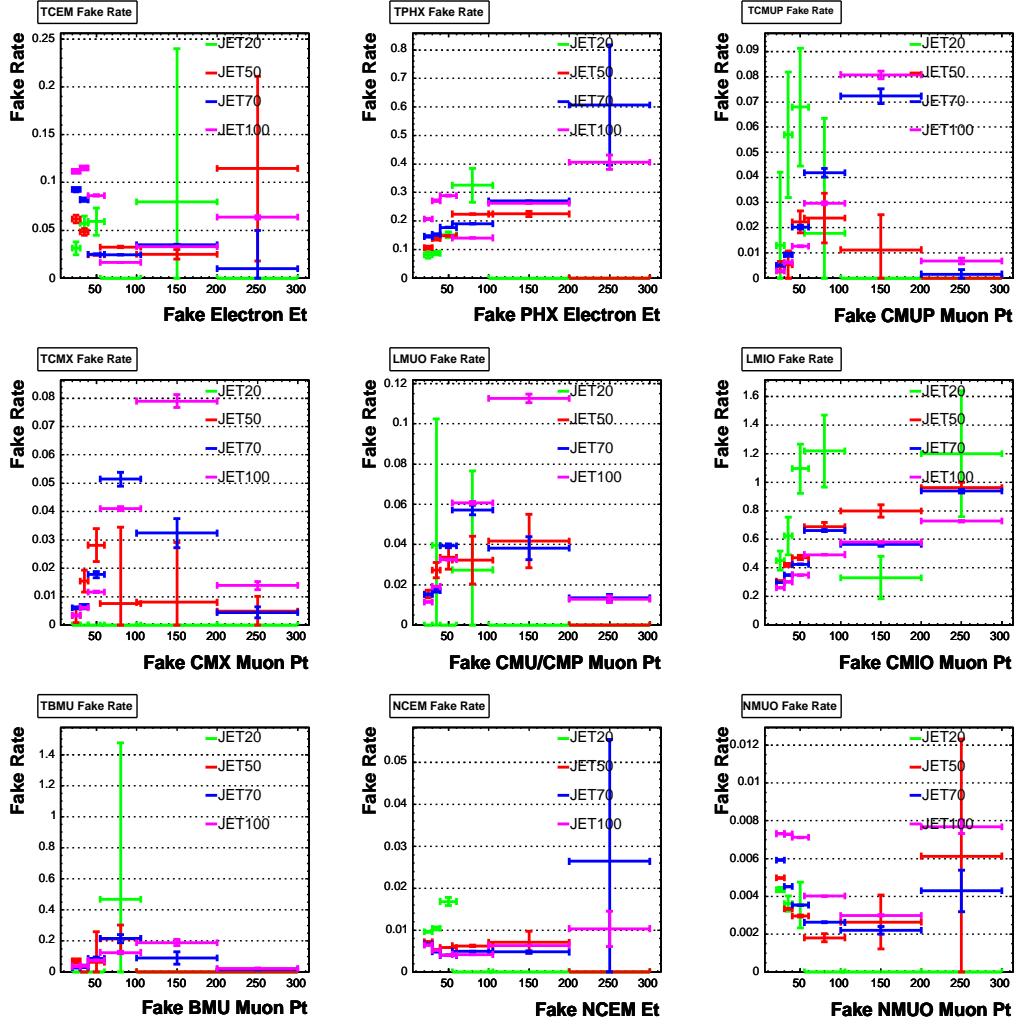 TCEM Fake Rate
Fake Rate
0.25
0.2
0.15
0.1
0.05
0
50 100 150 200 250 300
Fake Electron Et
JET20
JET50
JET70
JET100
TPHX Fake Rate
Fake Rate
0.8
0.7
0.6
0.5
0.4
0.3
0.2
0.1
0
50 100 150 200 250 300
Fake PHX Electron Et
JET20
JET50
JET70
JET100
TCMUP Fake Rate
Fake Rate
0.09
0.08
0.07
0.06
0.05
0.04
0.03
0.02
0.01
0
50 100 150 200 250 300
Fake CMUP Muon Pt
JET20
JET50
JET70
JET100
TCMX Fake Rate
Fake Rate
0.08
0.07
0.06
0.05
0.04
0.03
0.02
0.01
0
50 100 150 200 250 300
Fake CMX Muon Pt
JET20
JET50
JET70
JET100
LMUO Fake Rate
Fake Rate
0.12
0.1
0.08
0.06
0.04
0.02
0
50 100 150 200 250 300
Fake CMU/CMP Muon Pt
JET20
JET50
JET70
JET100
LMIO Fake Rate
Fake Rate
1.6
1.4
1.2
1
0.8
0.6
0.4
0.2
0
50 100 150 200 250 300
Fake CMIO Muon Pt
JET20
JET50
JET70
JET100
TBMU Fake Rate
Fake Rate
1.4
1.2
1
0.8
0.6
0.4
0.2
0
50 100 150 200 250 300
Fake BMU Muon Pt
JET20
JET50
JET70
JET100
NCEM Fake Rate
Fake Rate
0.05
0.04
0.03
0.02
0.01
0
50 100 150 200 250 300
Fake NCEM Et
JET20
JET50
JET70
JET100
NMUO Fake Rate
Fake Rate
0.012
0.01
0.008
0.006
0.004
0.002
0
50 100 150 200 250 300
Fake NMUO Muon Pt
JET20
JET50
JET70
JET100